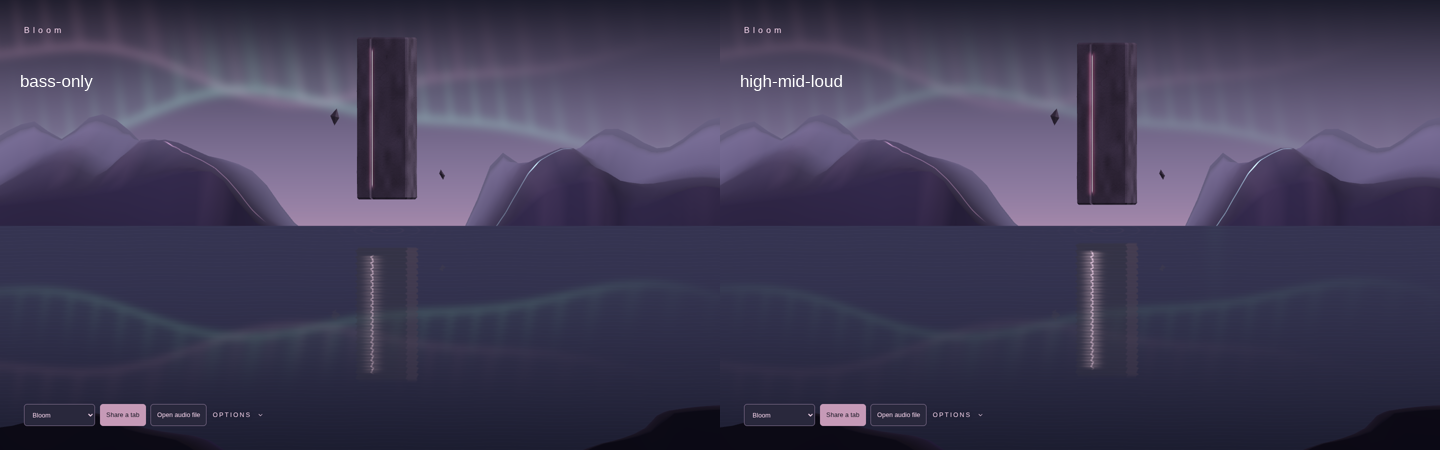 Bloom
bass-only
Bloom
Share a tab
Open audio file
OPTIONS
Bloom
high-mid-loud
Bloom
Share a tab
Open audio file
OPTIONS